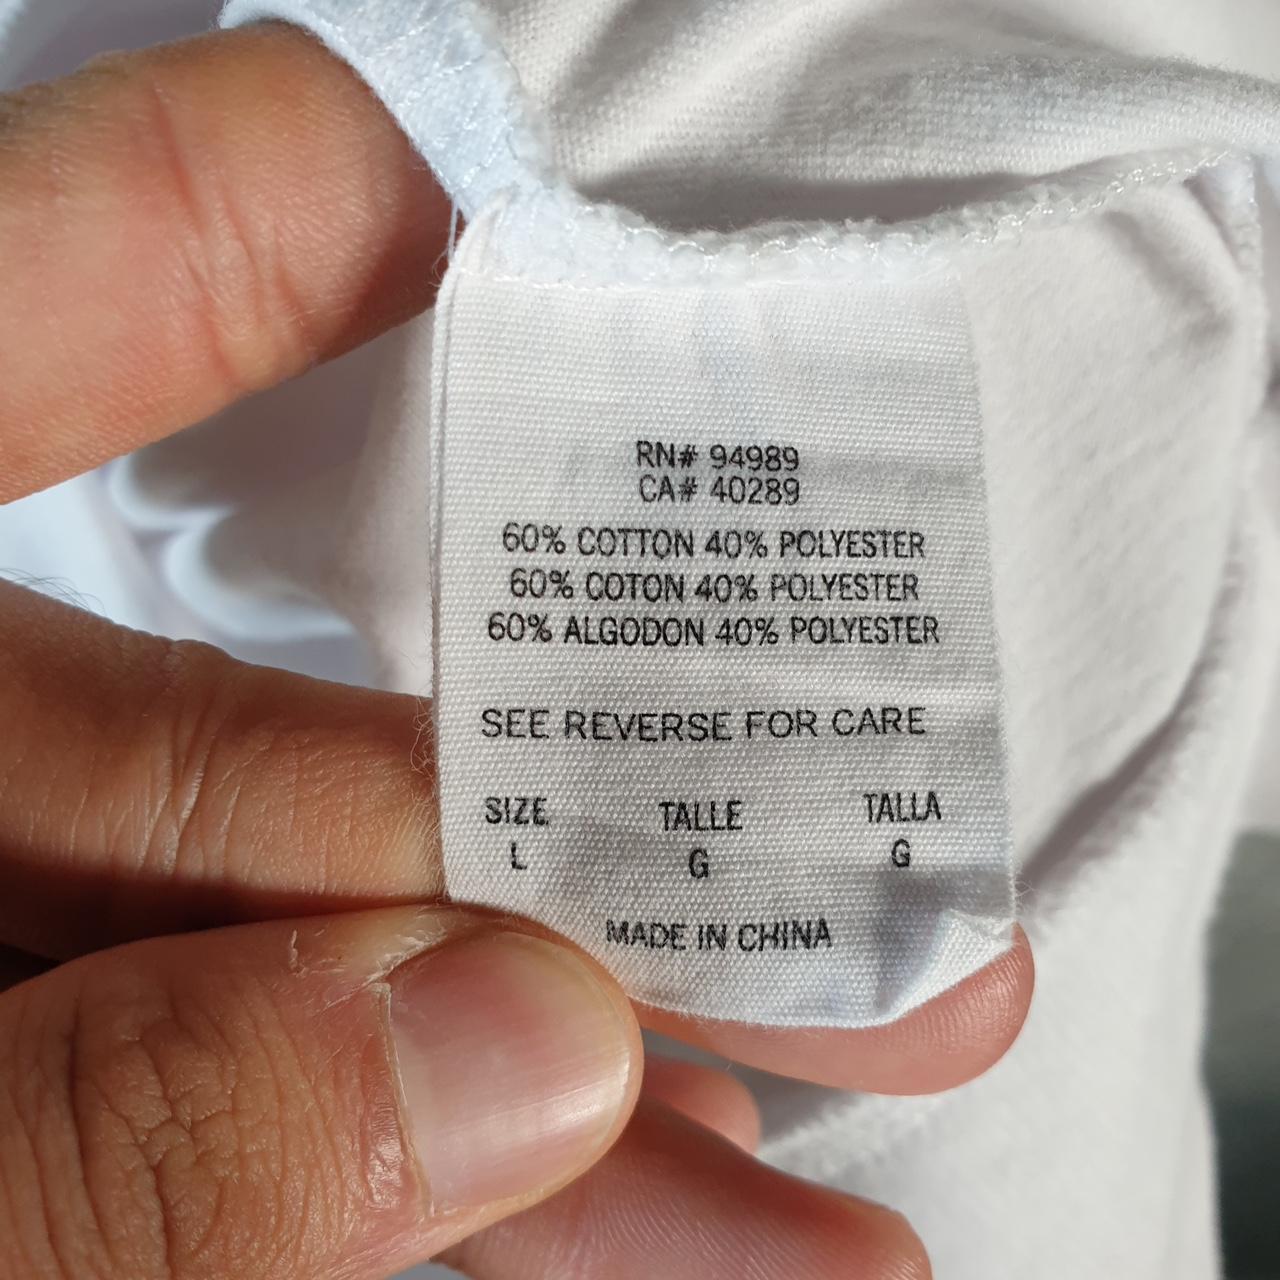 RN# 94989
CA# 40289
60% COTTON 40% POLYESTER
60% COTON 40% POLYESTER
60% ALGODON 40% POLYESTER
SEE REVERSE FOR CARE
SIZE TALLE TALLA
L G G
MADE IN CHINA